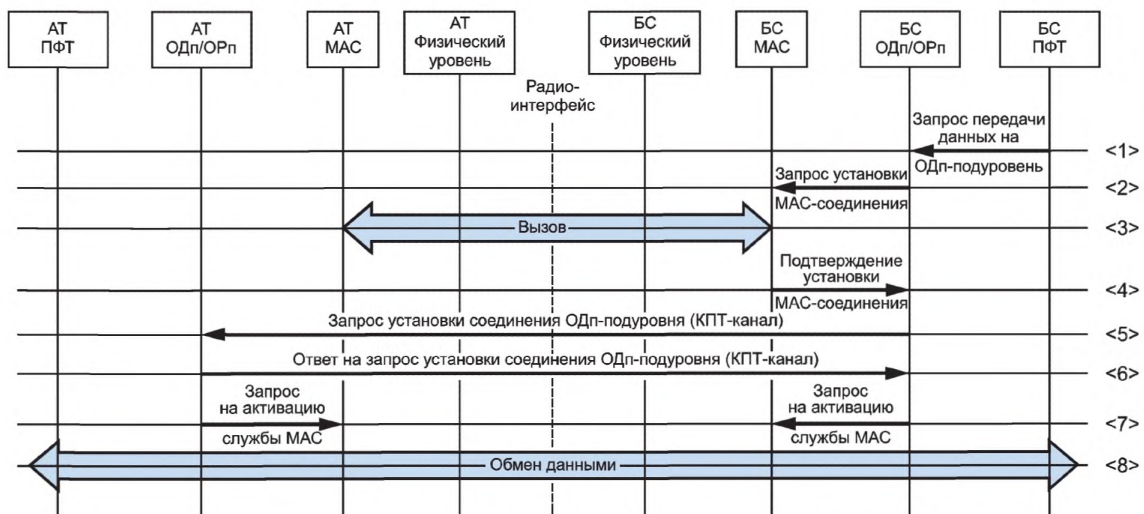 АТ
ПФТ
АТ
ОДп/ОРп
АТ
МАС
АТ
Физический
уровень
БС
Физический
уровень
БС
МАС
БС
ОДп/ОРп
БС
ПФТ
Радио-
интерфейс
Запрос передачи
данных на
<1>
ОДп-подуровень
Запрос установки
<2>
МАС-соединения
Вызов
<3>
Подтверждение
установки
<4>
МАС-соединения
Запрос установки соединения ОДп-подуровня (КПТ-канал)
<5>
Ответ на запрос установки соединения ОДп-подуровня (КПТ-канал)
<6>
Запрос
на активацию
службы МАС
Запрос
на активацию
службы МАС
<7>
Обмен данными
<8>